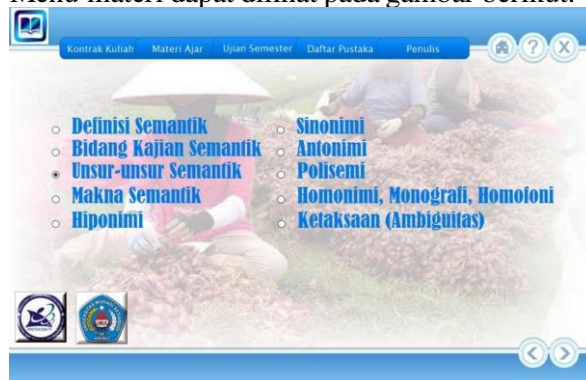 Menu materi dapat dilihat pada gambar berikut.
Kontrak Kuliah Materi Ajar Ujian Semester Daftar Pustaka Penulis
?
X
Definisi Semantik
Bidang Kajian Semantik
Unsur-unsur Semantik
Makna Semantik
Hiponimi
Sinonimi
Antonimi
Polisemi
Homonimi, Monografi, Homofoni
Ketaksaan (Ambiguitas)